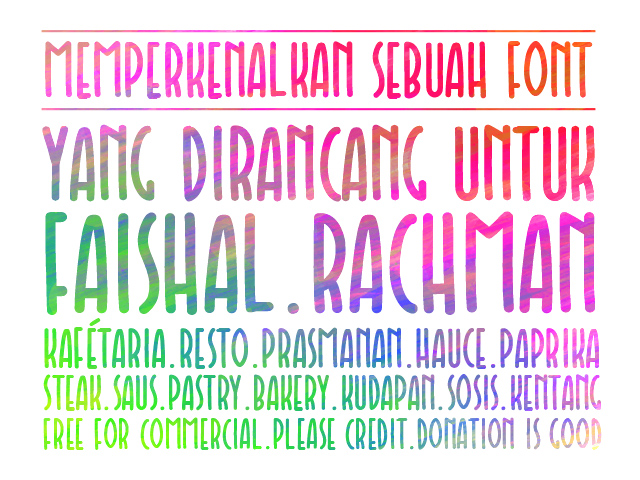 MEMPERKENALKAN SEBUAH FONT
YANG DIRANCANG UNTUK
FAISHAL.RACHMAN
KAFÉTARIA.RESTO.PRASMANAN.HAUCE.PAPRIKA
STEAK.SAUS.PASTRY.BAKERY.KUDAPAN.SOSIS.KENTANG
FREE FOR COMMERCIAL.PLEASE CREDIT.DONATION IS GOOD